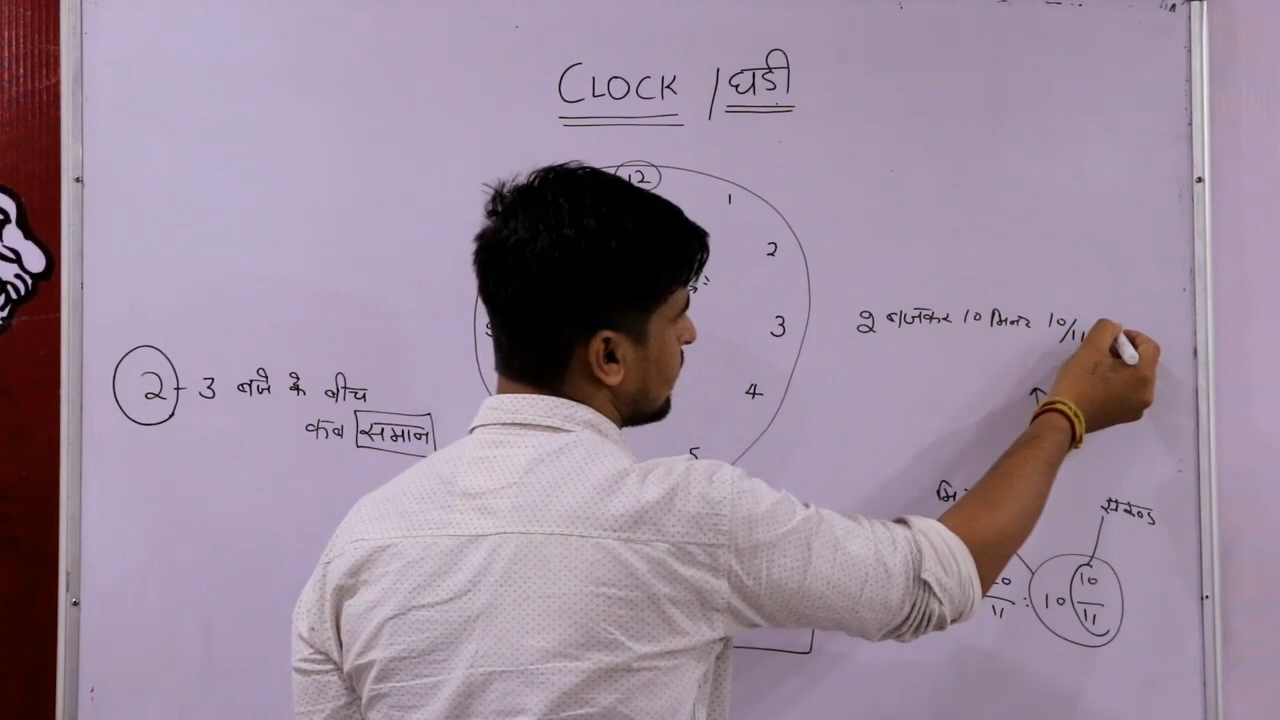 CLOCK / घडी
12
1
2
3
4
5
2 - 3 बजे के बीच
कब समान
2 बजकर 10 मिनट 10/11
सेकेण्ड
11 : 10 10/11